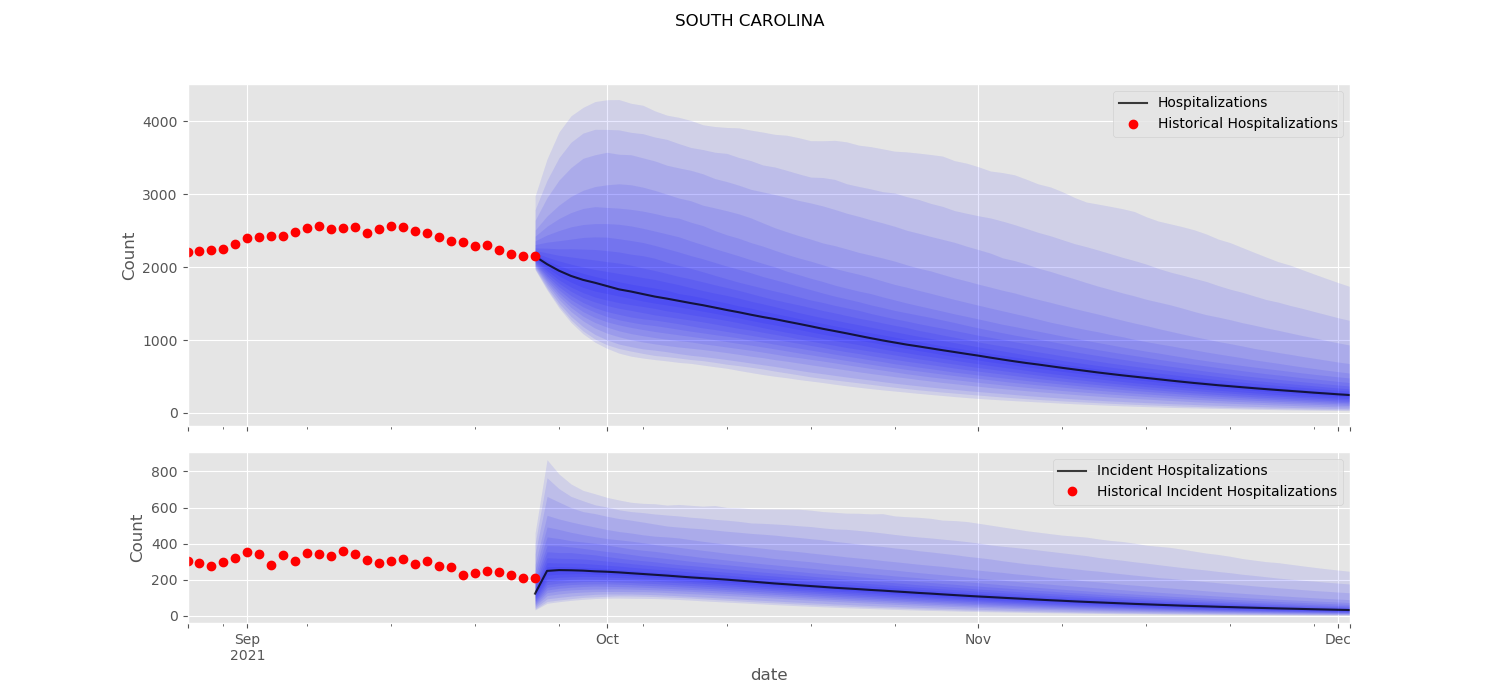 SOUTH CAROLINA
Hospitalizations
Historical Hospitalizations
Count
4000
3000
2000
1000
0
Incident Hospitalizations
Historical Incident Hospitalizations
Count
800
600
400
200
0
Sep
2021
Oct
Nov
Dec
date